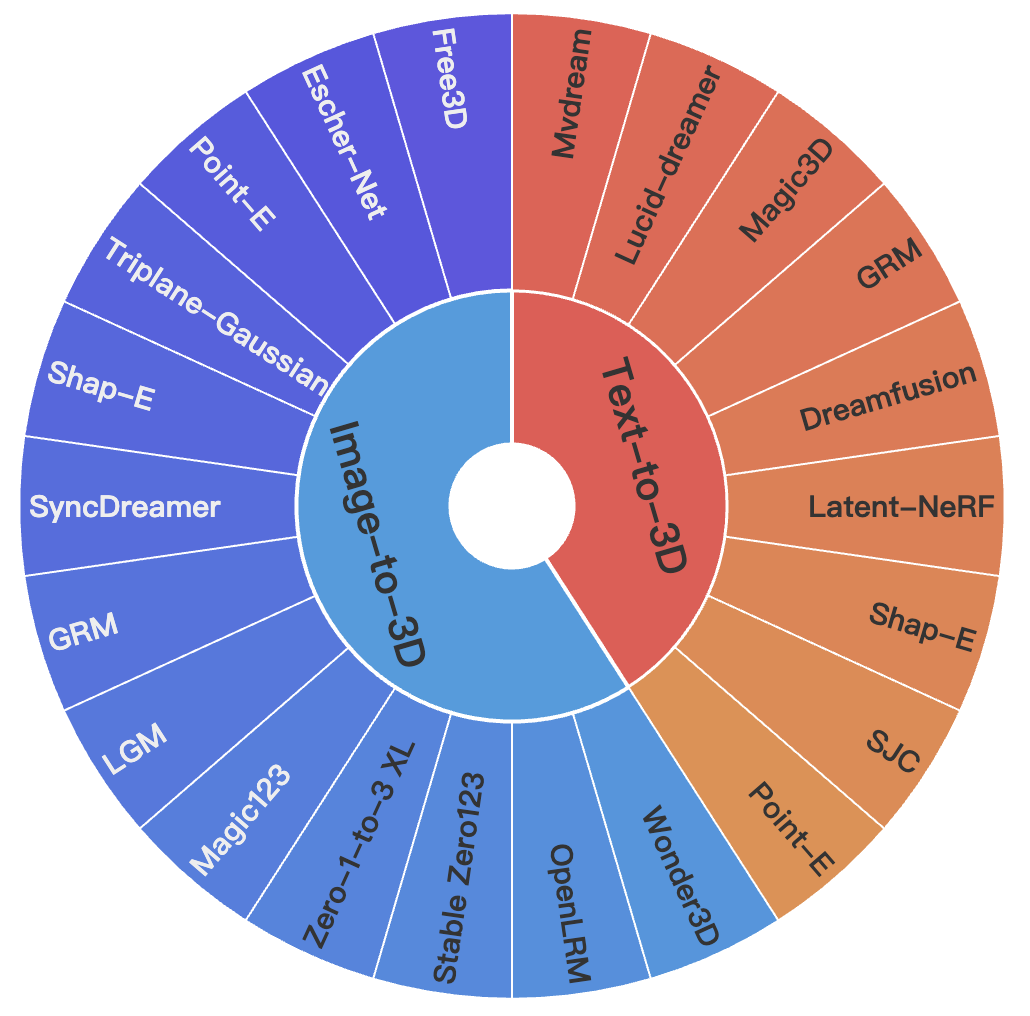 Text–to–3D
Mvdream
Lucid–dreamer
Magic3D
GRM
Dreamfusion
Latent–NeRF
Shap–E
SJC
Point–E
Image–to–3D
Wonder3D
OpenLRM
Stable Zero123
Zero–1–to–3 XL
Magic123
LGM
GRM
SyncDreamer
Shap–E
Triplane–Gaussian
Point–E
Escher–Net
Free3D